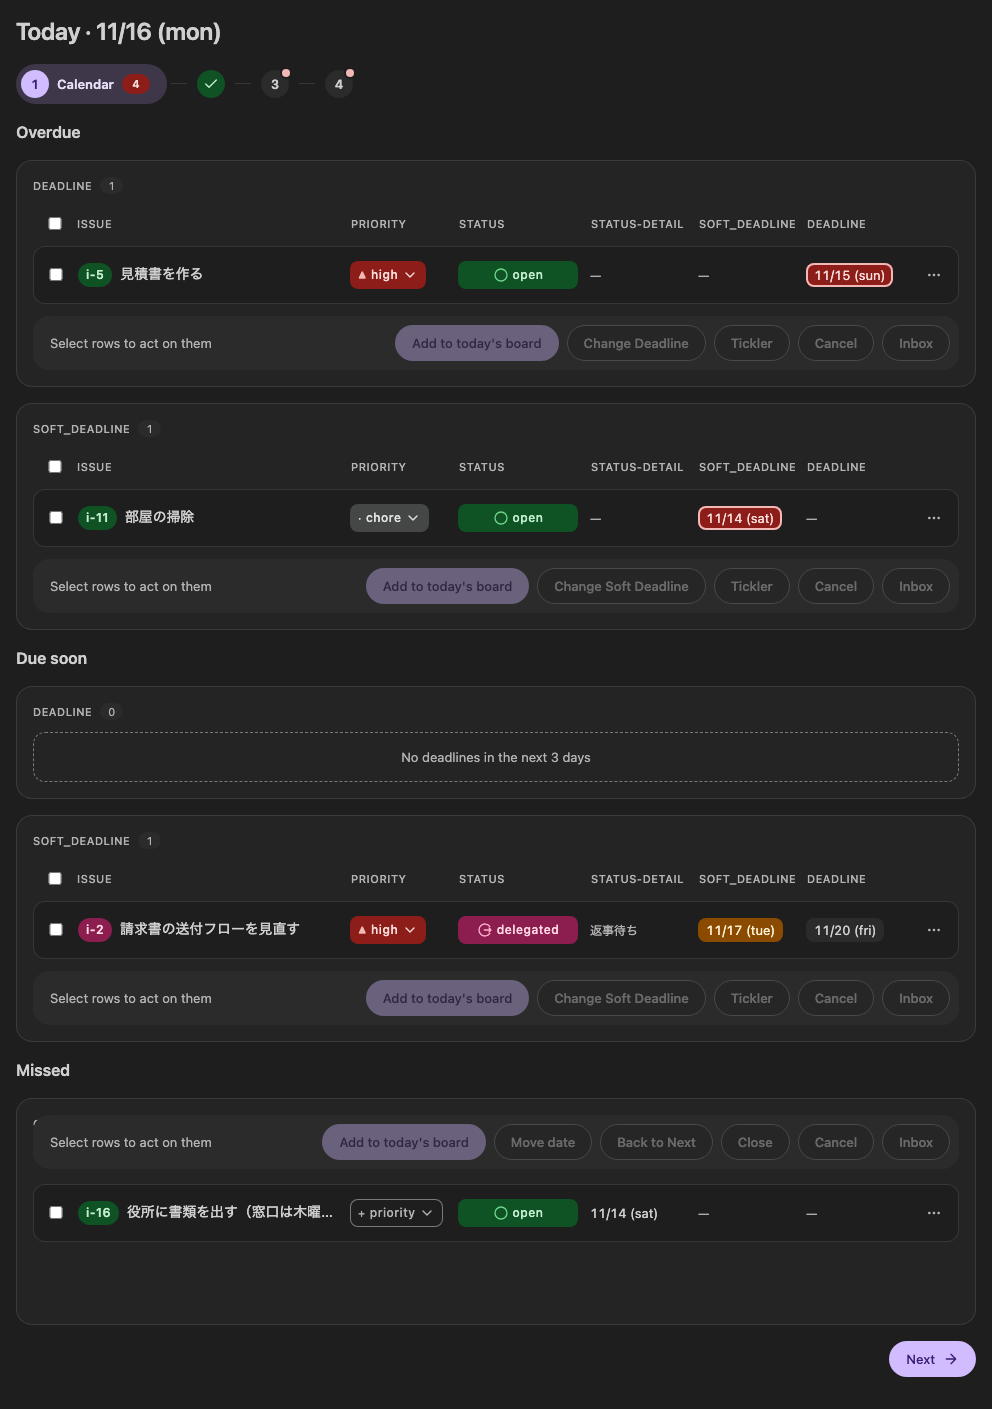 Today · 11/16 (mon)
1 Calendar 4 3 4
Overdue
DEADLINE 1
ISSUE PRIORITY STATUS STATUS-DETAIL SOFT_DEADLINE DEADLINE
i-5 見積書を作る high open — — 11/15 (sun) ...
Select rows to act on them Add to today's board Change Deadline Tickler Cancel Inbox
SOFT_DEADLINE 1
ISSUE PRIORITY STATUS STATUS-DETAIL SOFT_DEADLINE DEADLINE
i-11 部屋の掃除 · chore open — 11/14 (sat) — ...
Select rows to act on them Add to today's board Change Soft Deadline Tickler Cancel Inbox
Due soon
DEADLINE 0
No deadlines in the next 3 days
SOFT_DEADLINE 1
ISSUE PRIORITY STATUS STATUS-DETAIL SOFT_DEADLINE DEADLINE
i-2 請求書の送付フローを見直す high delegated 返事待ち 11/17 (tue) 11/20 (fri) ...
Select rows to act on them Add to today's board Change Soft Deadline Tickler Cancel Inbox
Missed
Select rows to act on them Add to today's board Move date Back to Next Close Cancel Inbox
i-16 役所に書類を出す（窓口は木曜... + priority open 11/14 (sat) — — ...
Next →